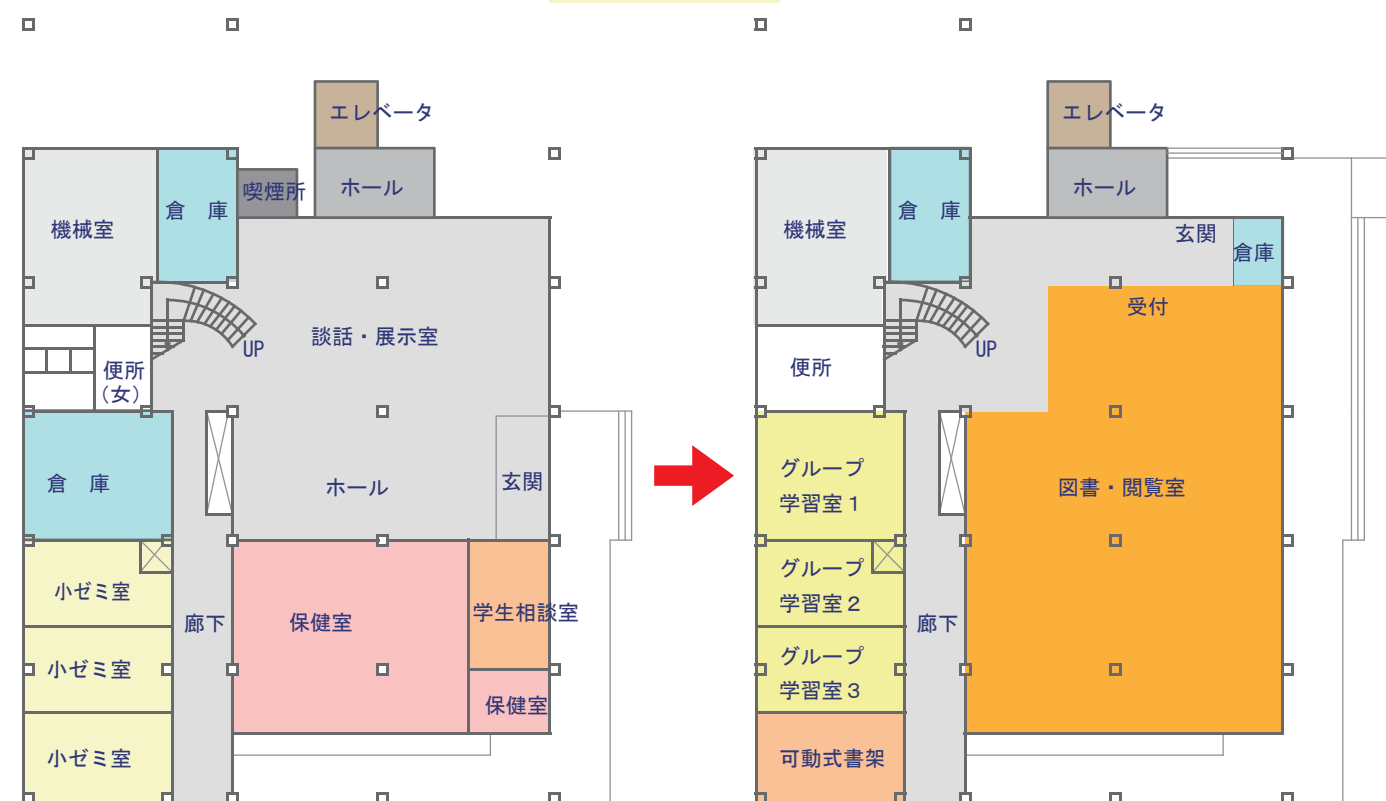 エレベータ
喫煙所
ホール
倉　庫
機械室
談話・展示室
UP
便所
（女）
倉　庫
ホール
玄関
小ゼミ室
廊下
保健室
学生相談室
小ゼミ室
保健室
小ゼミ室
エレベータ
ホール
倉　庫
機械室
玄関
倉庫
受付
UP
便所
グループ
学習室１
図書・閲覧室
グループ
学習室２
廊下
グループ
学習室３
可動式書架